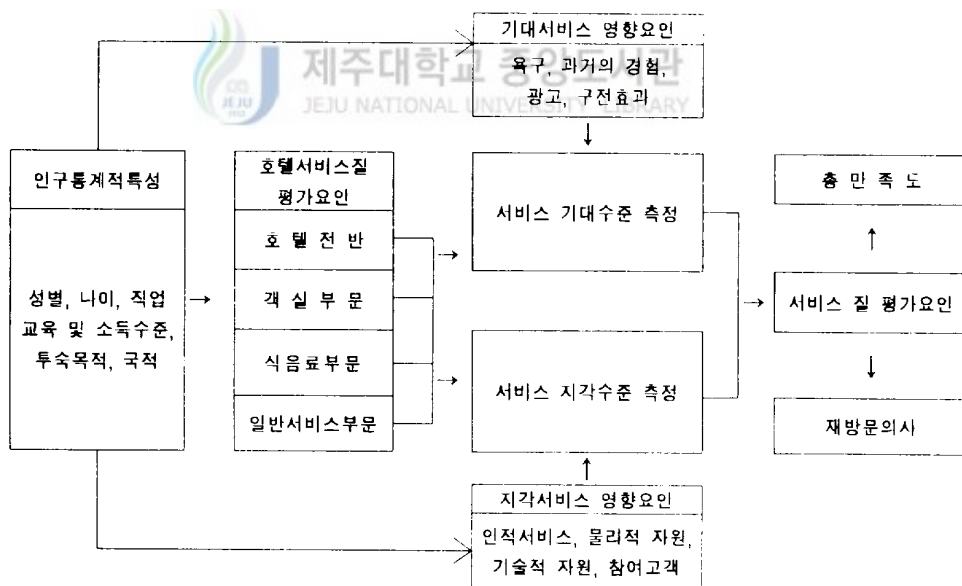 기대서비스 영향요인
욕구, 과거의 경험,
광고, 구전효과
제주대학교 중앙도서관
JEJU NATIONAL UNIVERSITY LIBRARY
JEJU
1952
인구통계적특성
성별, 나이, 직업
교육 및 소득수준,
투숙목적, 국적
호텔서비스질
평가요인
호 텔 전 반
객 실 부 문
식음료부문
일반서비스부문
서비스 기대수준 측정
서비스 지각수준 측정
총 만 족 도
서비스 질 평가요인
재방문의사
지각서비스 영향요인
인적서비스, 물리적 자원,
기술적 자원, 참여고객